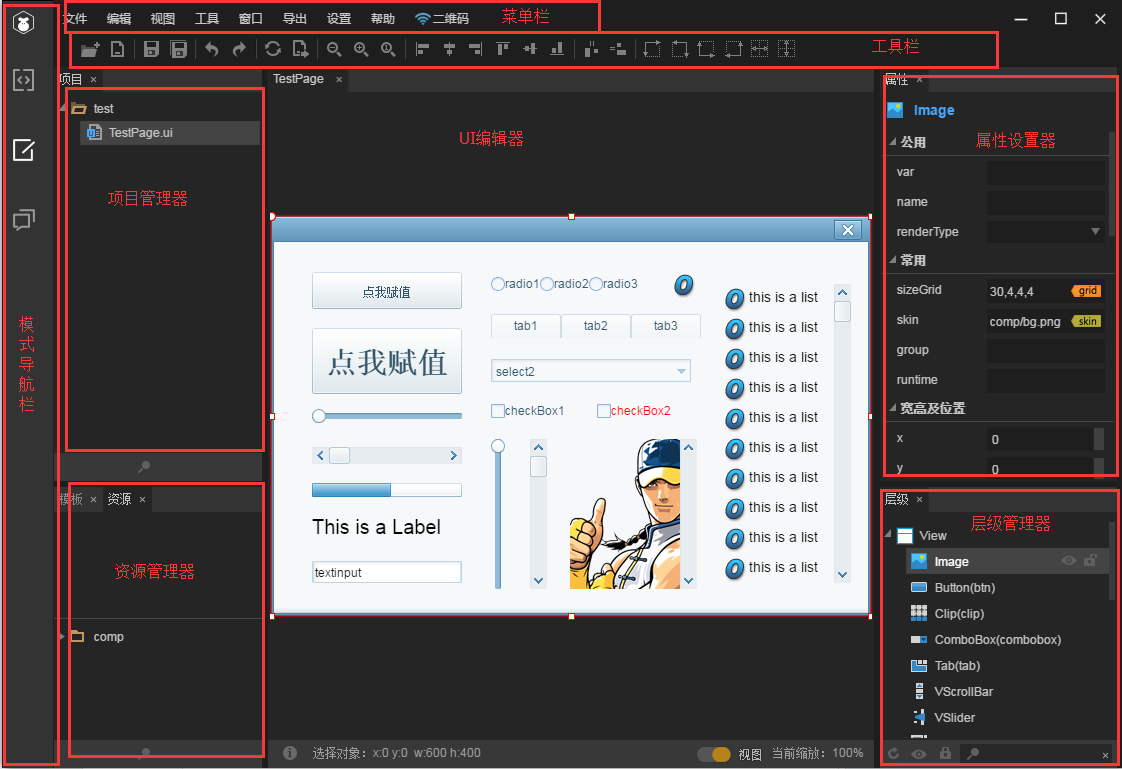 文件 编辑 视图 工具 窗口 导出 设置 帮助 二维码 菜单栏
工具栏
项目 ×
test
TestPage.ui
项目管理器
模式导航栏
模板 × 资源 ×
资源管理器
comp
TestPage ×
UI编辑器
点我赋值
点我赋值
This is a Label
textinput
radio1 radio2 radio3
tab1 tab2 tab3
select2
checkBox1 checkBox2
this is a list
this is a list
this is a list
this is a list
this is a list
this is a list
this is a list
this is a list
this is a list
this is a list
选择对象: x:0 y:0 w:600 h:400
视图 当前缩放: 100%
属性 ×
Image
公用 属性设置器
var
name
renderType
常用
sizeGrid 30,4,4,4 grid
skin comp/bg.png skin
group
runtime
宽高及位置
x 0
y 0
层级 ×
层级管理器
View
Image
Button(btn)
Clip(clip)
ComboBox(combobox)
Tab(tab)
VScrollBar
VSlider